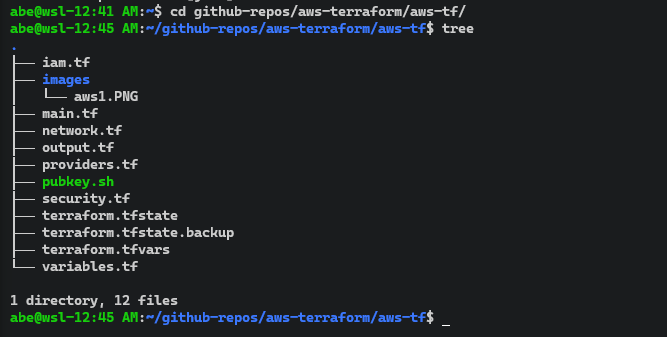 abe@wsl-12:41 AM:~$ cd github-repos/aws-terraform/aws-tf/
abe@wsl-12:45 AM:~/github-repos/aws-terraform/aws-tf$ tree
.
├── iam.tf
├── images
│   └── aws1.PNG
├── main.tf
├── network.tf
├── output.tf
├── providers.tf
├── pubkey.sh
├── security.tf
├── terraform.tfstate
├── terraform.tfstate.backup
├── terraform.tfvars
└── variables.tf

1 directory, 12 files
abe@wsl-12:45 AM:~/github-repos/aws-terraform/aws-tf$ _